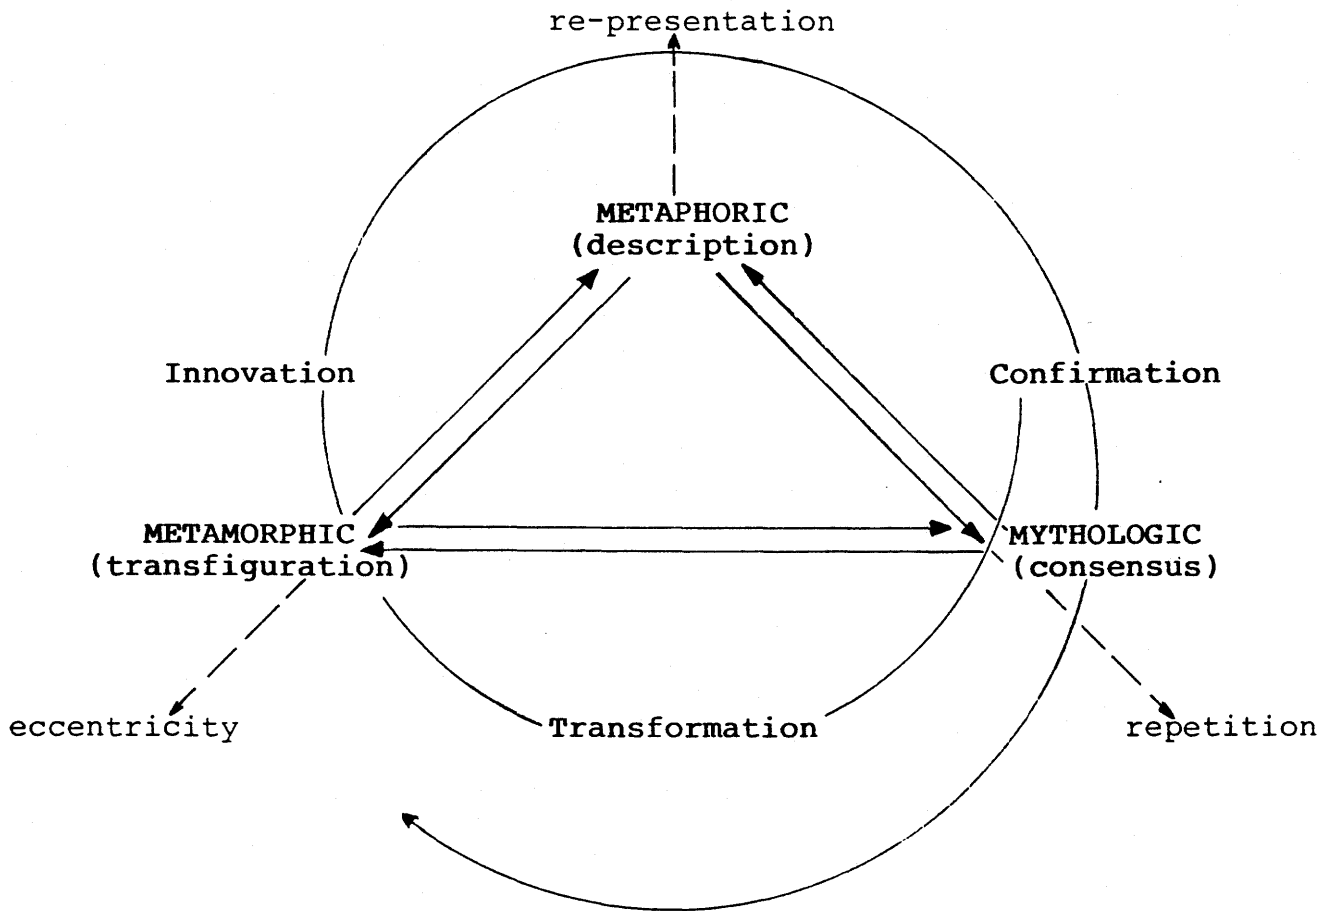 re-presentation
METAPHORIC
(description)
Innovation
Confirmation
METAMORPHIC
(transfiguration)
MYTHOLOGIC
(consensus)
eccentricity
Transformation
repetition